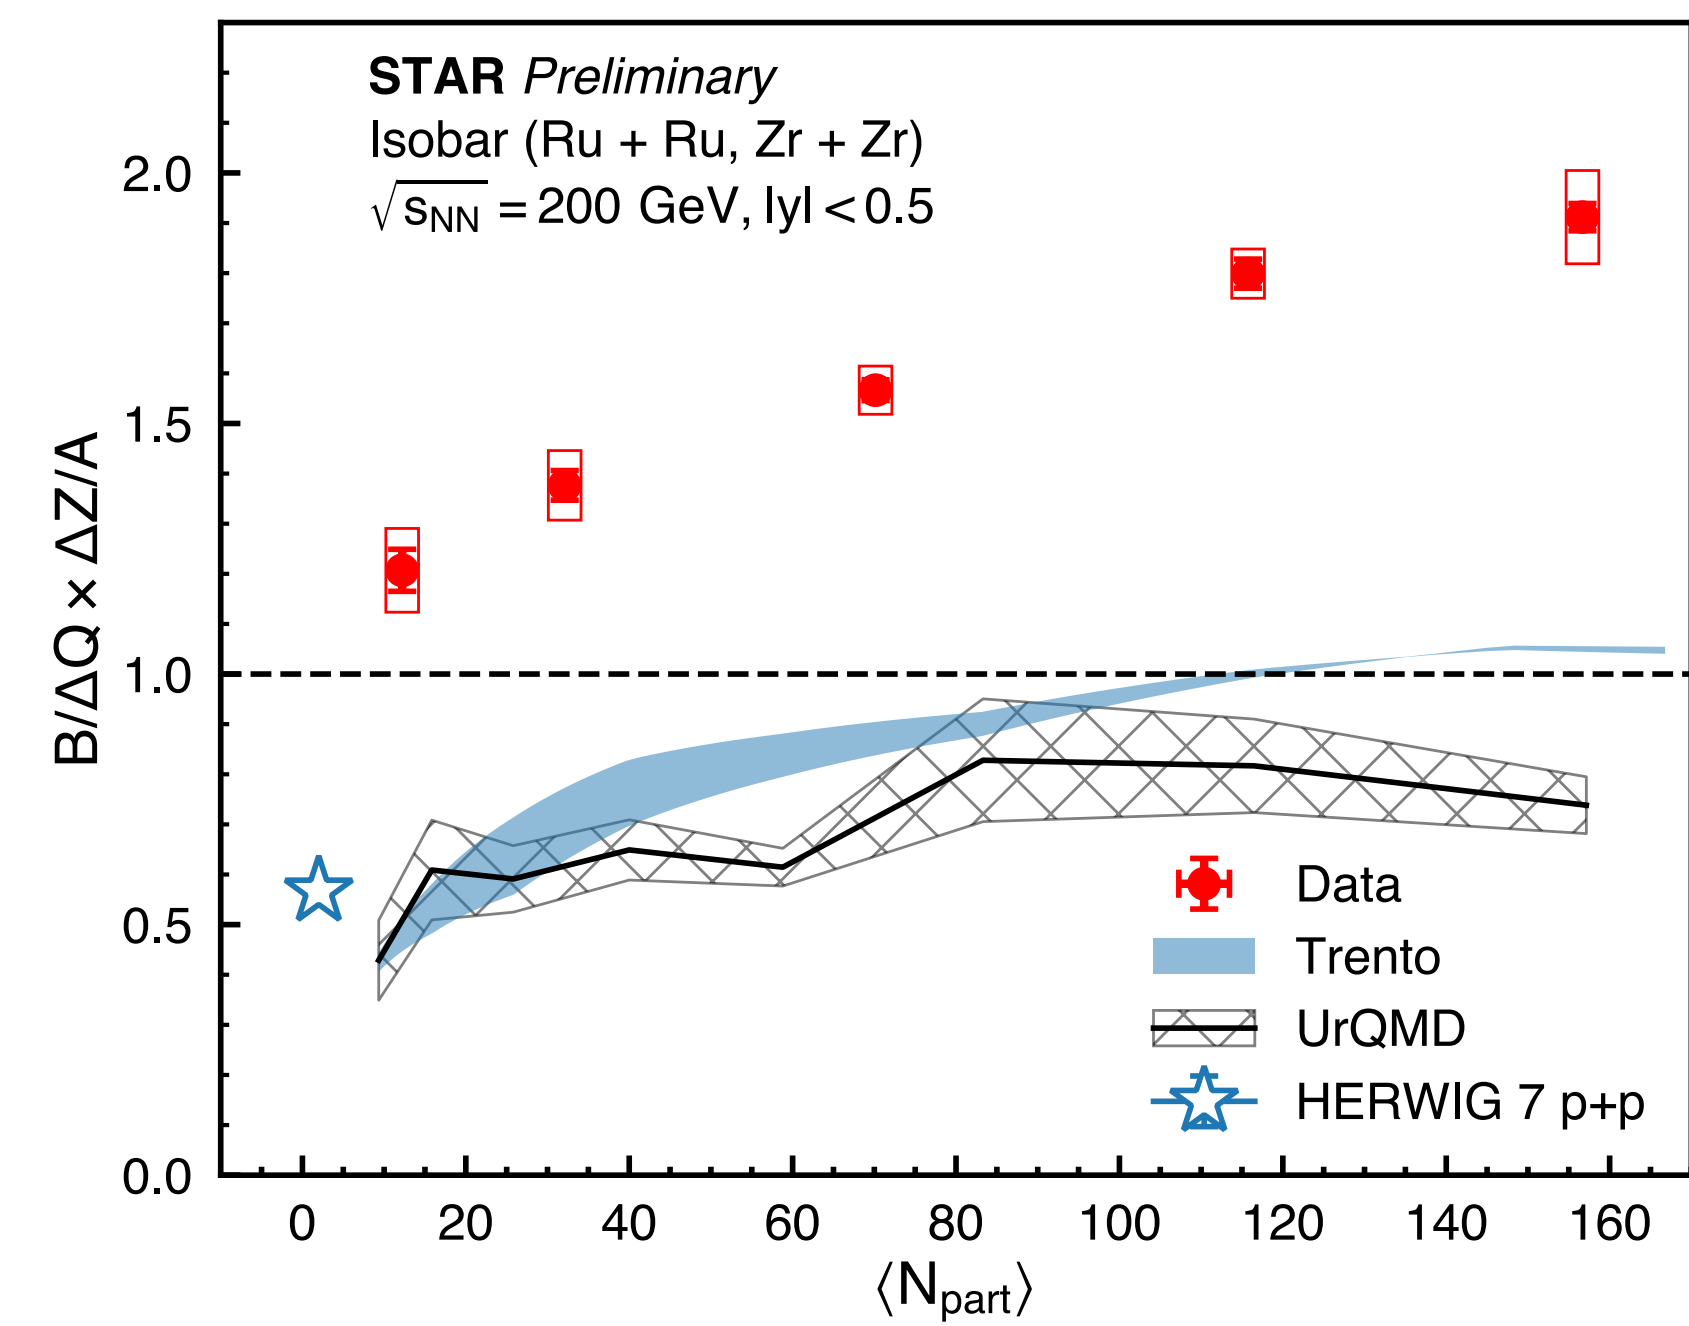 STAR Preliminary
Isobar (Ru + Ru, Zr + Zr)
√sNN = 200 GeV, |y| < 0.5
B/ΔQ × ΔZ/A
2.0
1.5
1.0
0.5
0.0
Data
Trento
UrQMD
HERWIG 7 p+p
0 20 40 60 80 100 120 140 160
⟨Npart⟩